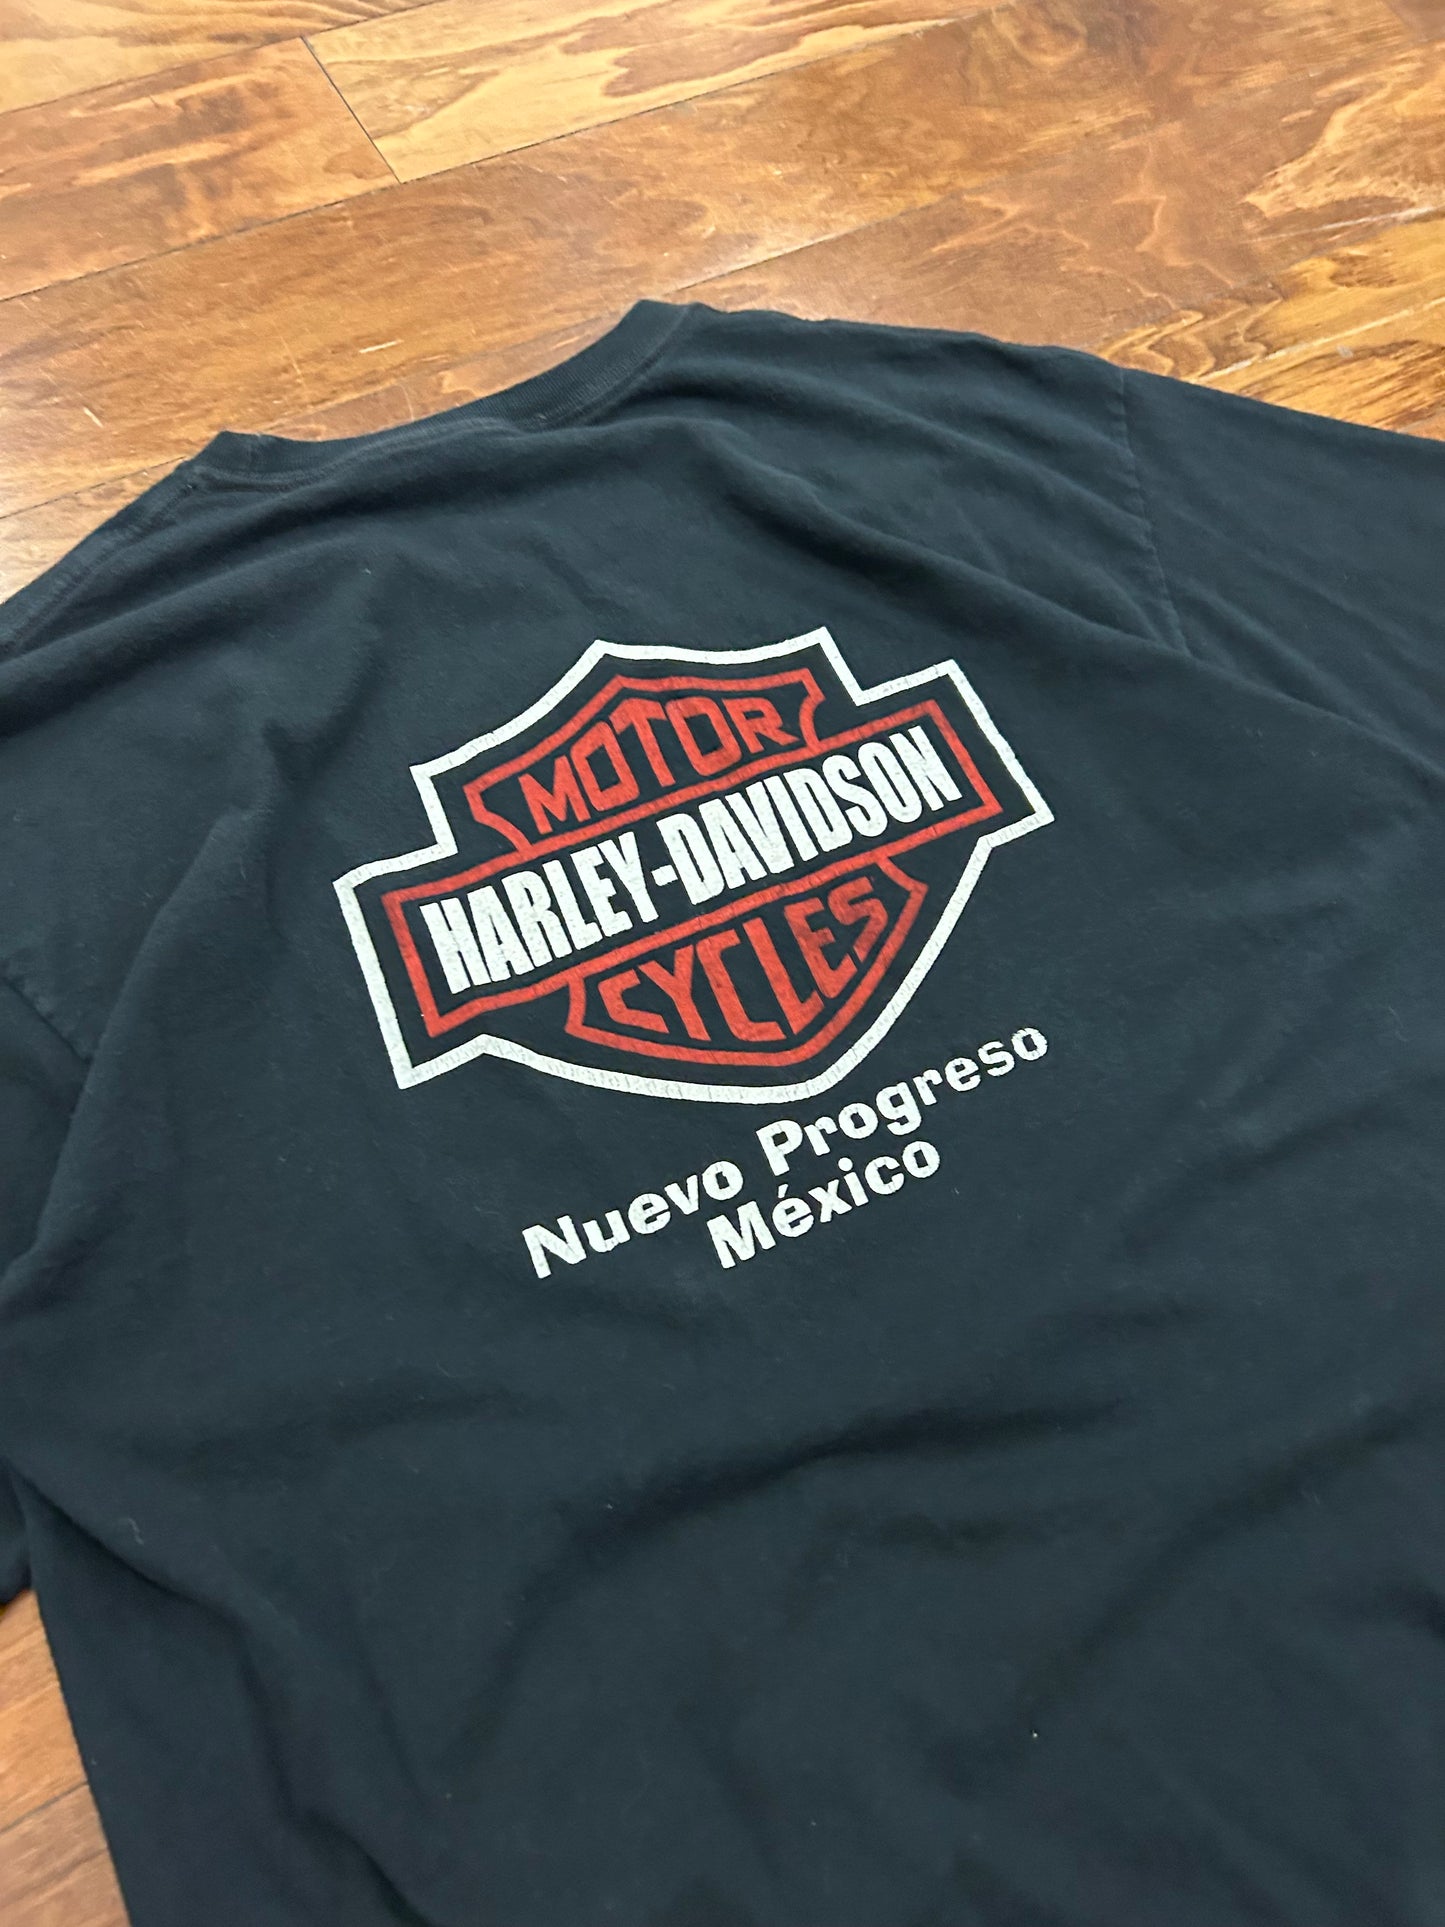 MOTOR
HARLEY-DAVIDSON
CYCLES
Nuevo Progreso
México